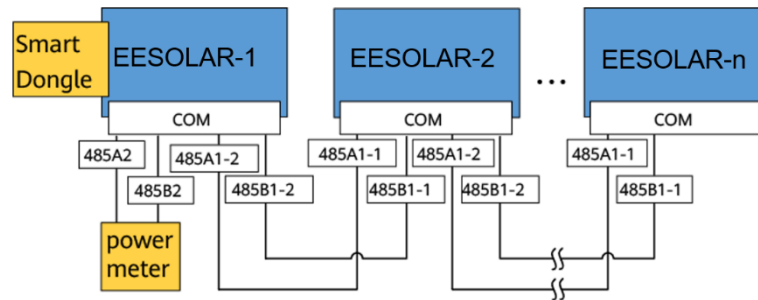 Smart
Dongle
EESOLAR-1
EESOLAR-2
...
EESOLAR-n
COM
COM
COM
485A2
485A1-2
485A1-1
485A1-2
485A1-1
485B2
485B1-2
485B1-1
485B1-2
485B1-1
power
meter